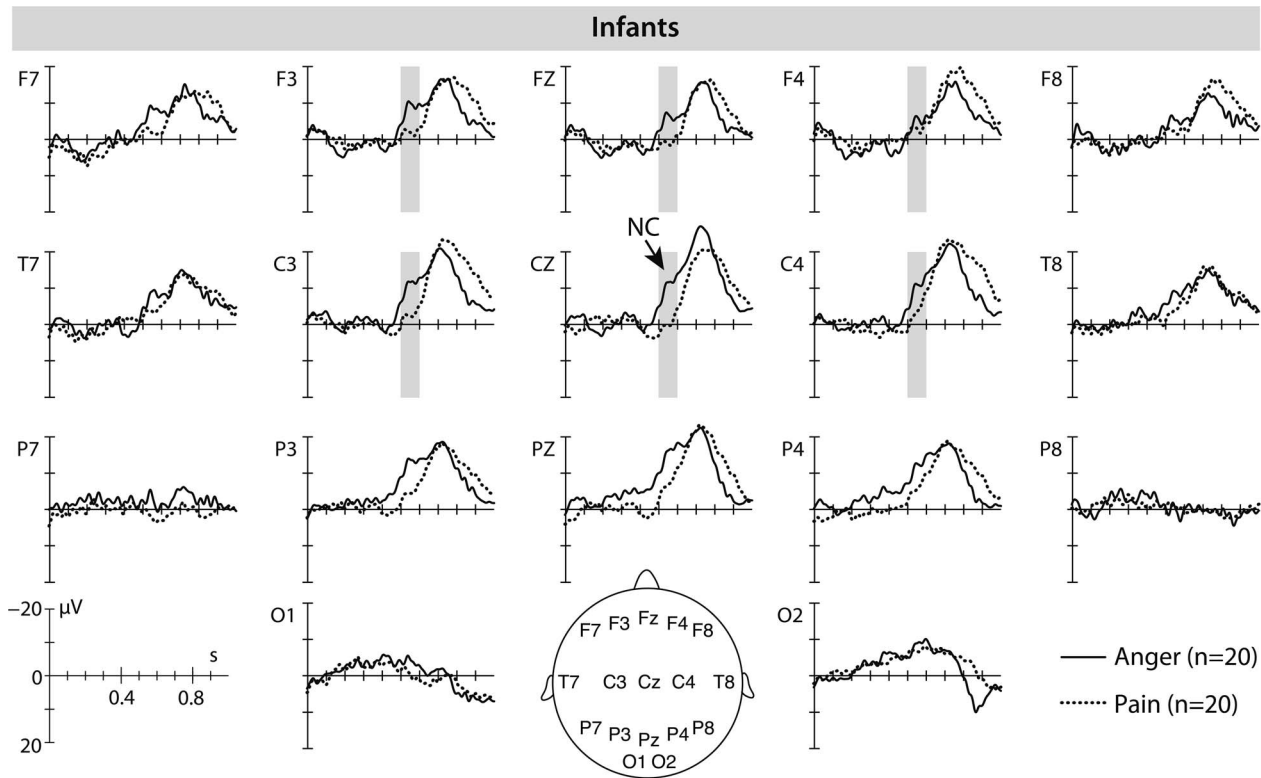 Infants
F7
F3
FZ
F4
F8
NC
T7
C3
CZ
C4
T8
P7
P3
PZ
P4
P8
−20 µV
s
0
0.4 0.8
20
O1
F7 F3 Fz F4 F8
T7 C3 Cz C4 T8
P7 P3 Pz P4 P8
O1 O2
O2
Anger (n=20)
Pain (n=20)